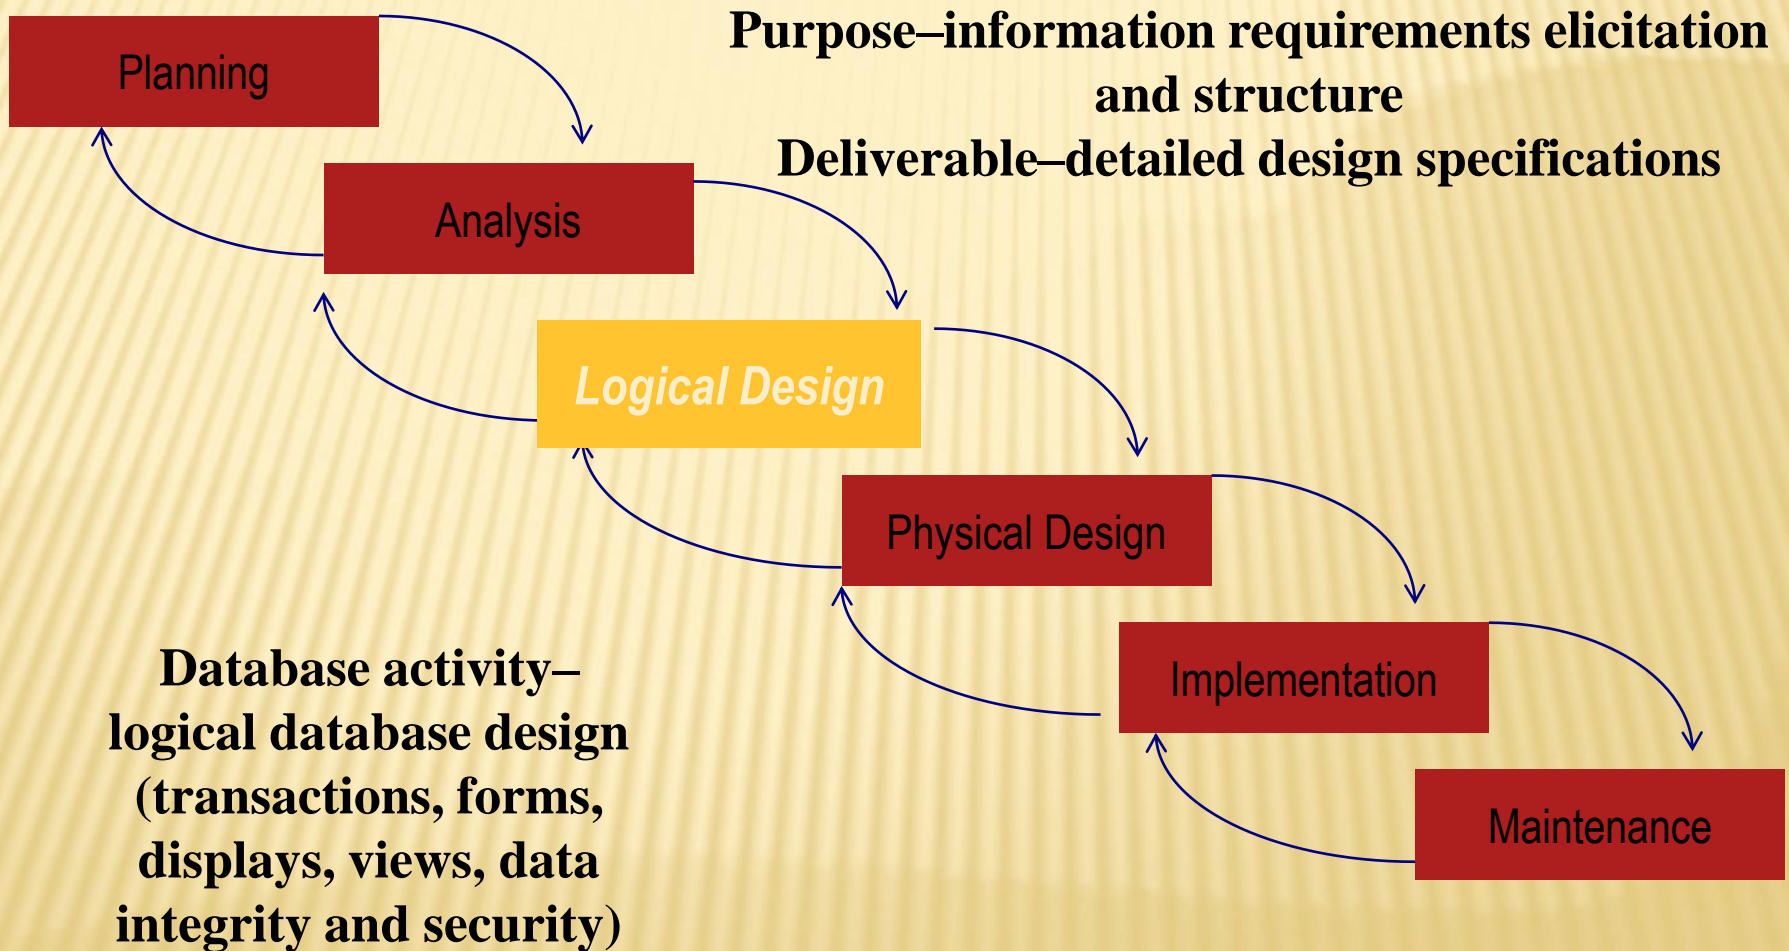 Purpose–information requirements elicitation
and structure
Deliverable–detailed design specifications
Planning
Analysis
Logical Design
Physical Design
Implementation
Maintenance
Database activity–
logical database design
(transactions, forms,
displays, views, data
integrity and security)